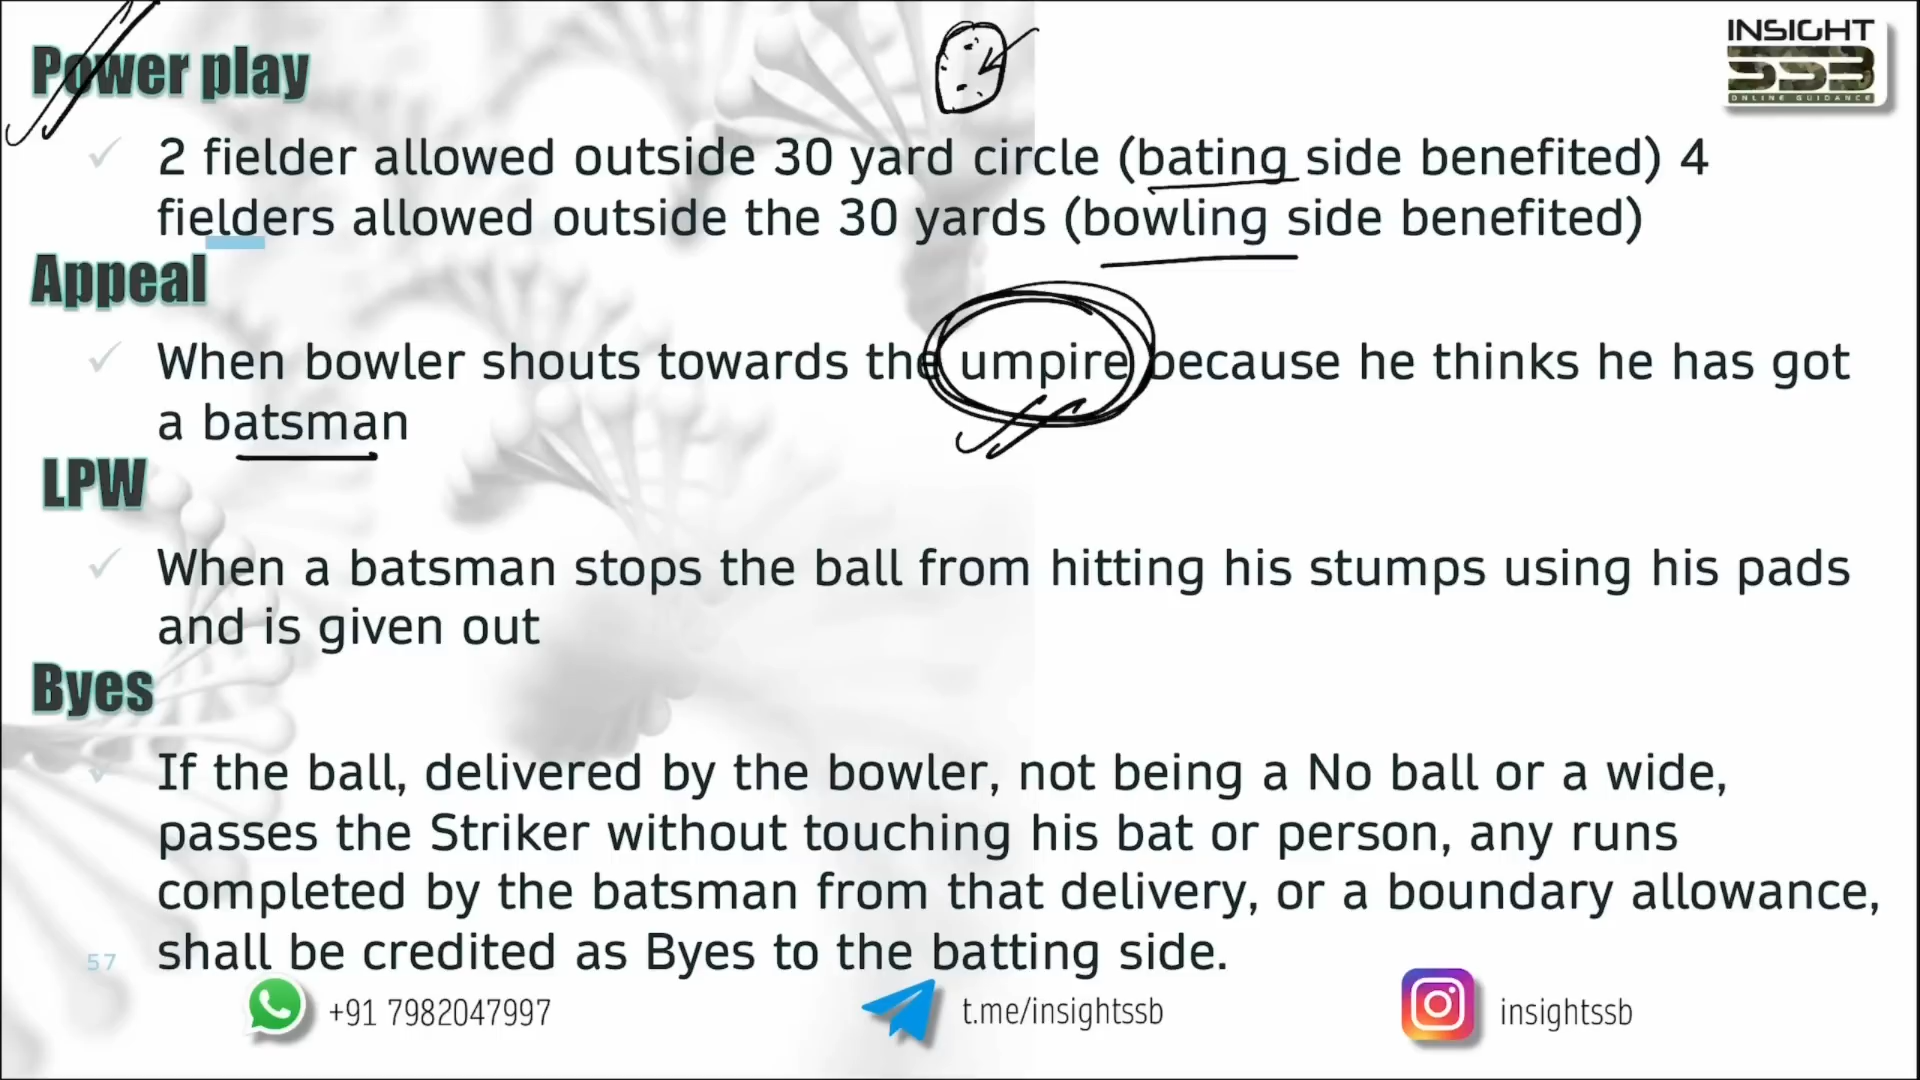 INSIGHT
SSB
ONLINE GUIDANCE
Power play
2 fielder allowed outside 30 yard circle (bating side benefited) 4
fielders allowed outside the 30 yards (bowling side benefited)
Appeal
When bowler shouts towards the umpire because he thinks he has got
a batsman
LPW
When a batsman stops the ball from hitting his stumps using his pads
and is given out
Byes
If the ball, delivered by the bowler, not being a No ball or a wide,
passes the Striker without touching his bat or person, any runs
completed by the batsman from that delivery, or a boundary allowance,
shall be credited as Byes to the batting side.
57
+91 7982047997
t.me/insightssb
insightssb